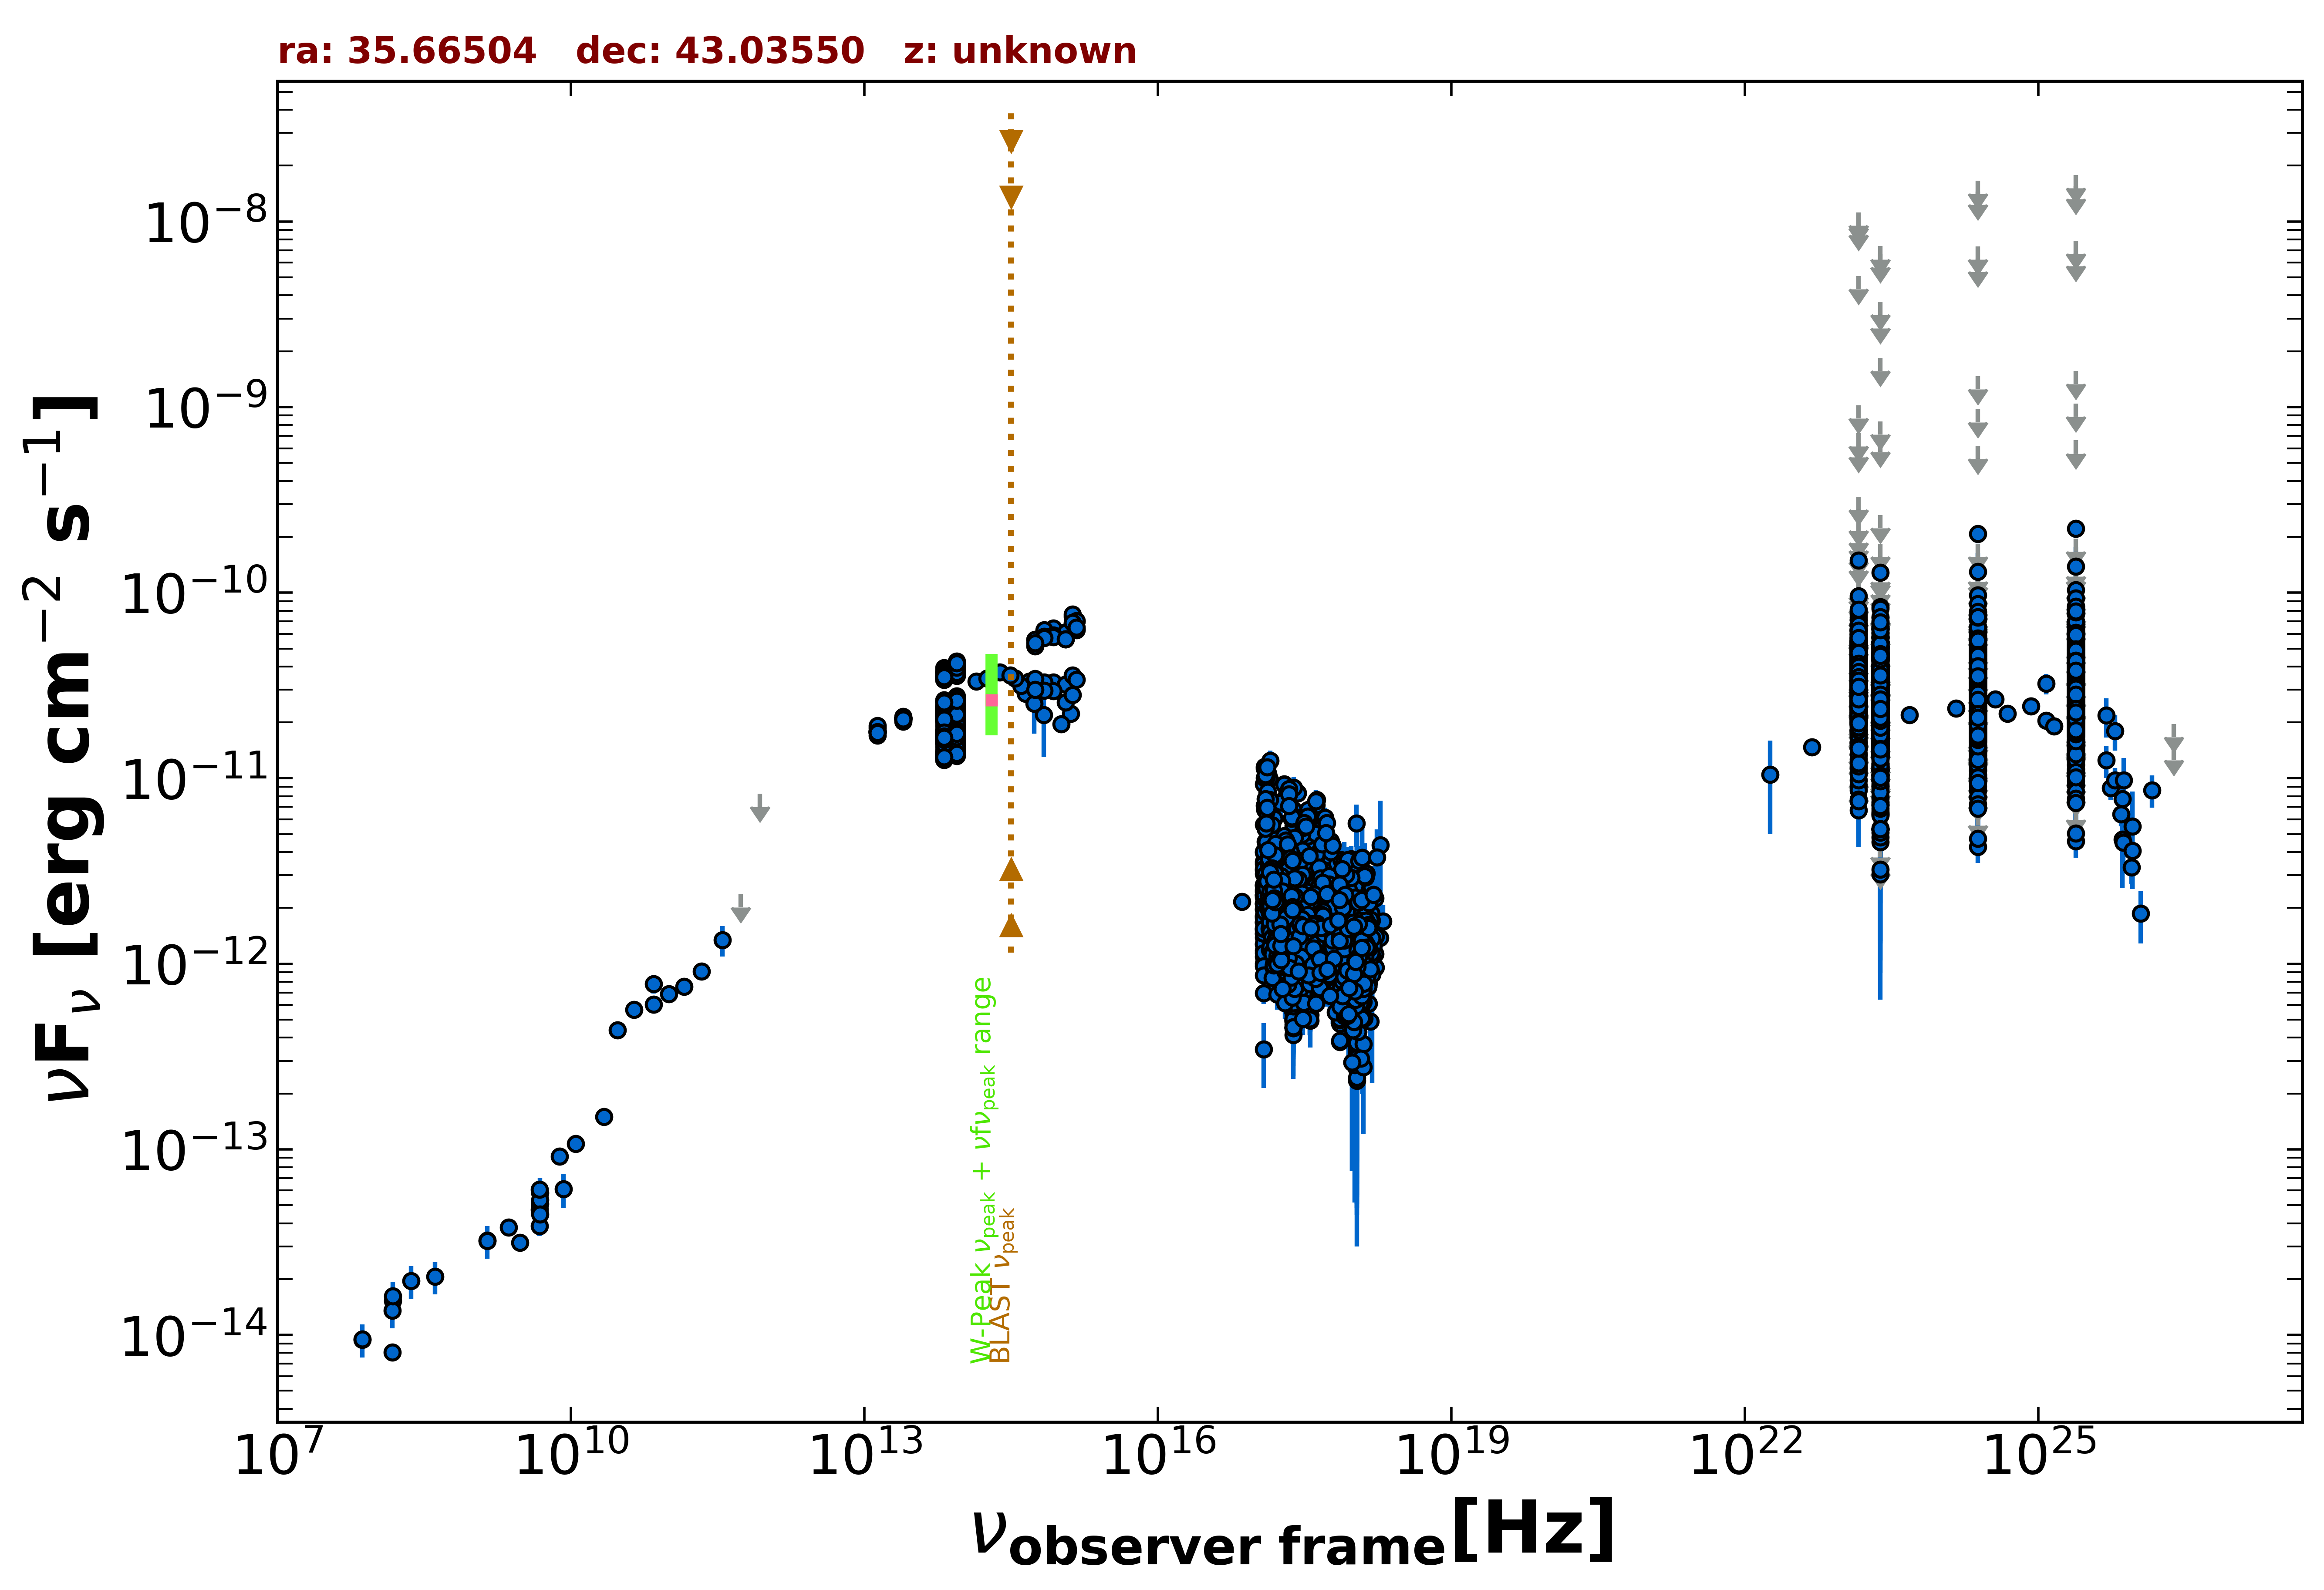 ra: 35.66504 dec: 43.03550 z: unknown
10⁻⁸
10⁻⁹
10⁻¹⁰
10⁻¹¹
10⁻¹²
10⁻¹³
10⁻¹⁴
νFν [erg cm⁻² s⁻¹]
W-Peak νpeak + νfνpeak range
BLAST νpeak
10⁷ 10¹⁰ 10¹³ 10¹⁶ 10¹⁹ 10²² 10²⁵
νobserver frame[Hz]